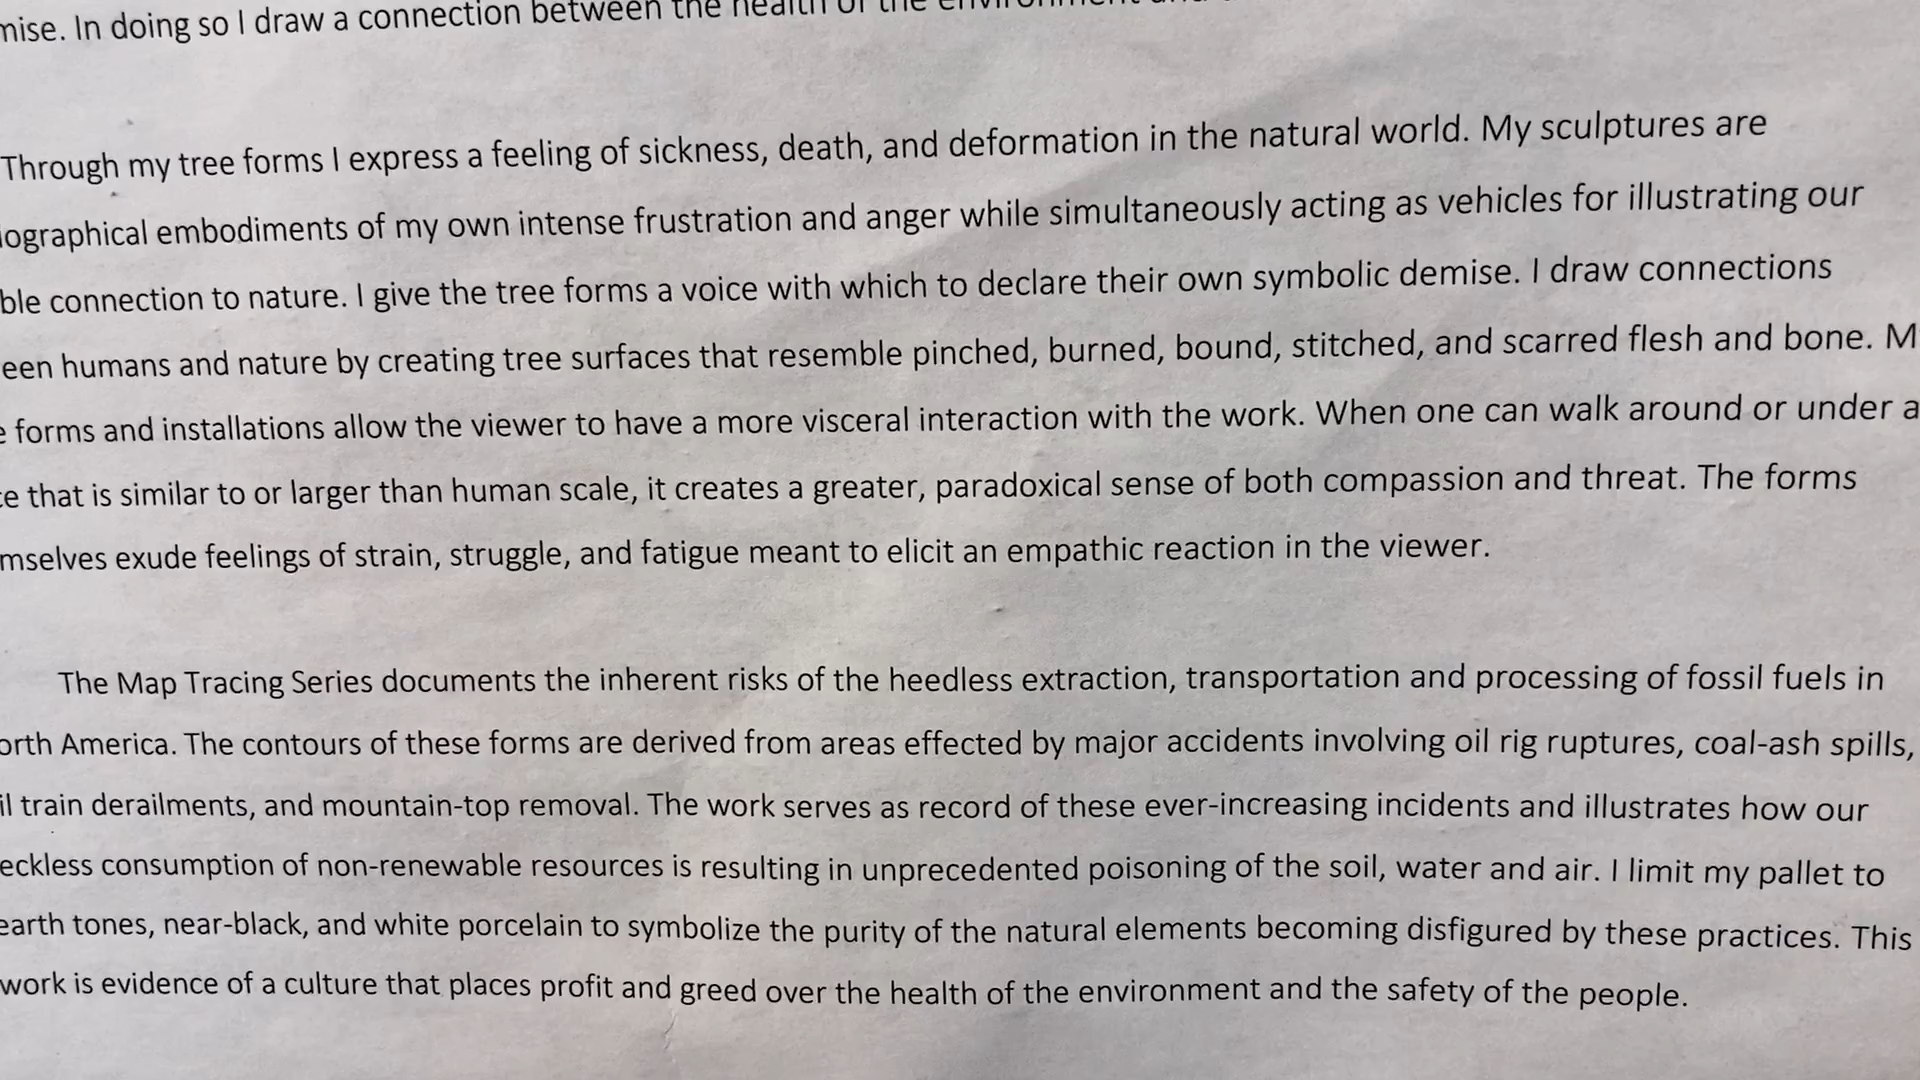 mise. In doing so I draw a connection between the health of the environment and
Through my tree forms I express a feeling of sickness, death, and deformation in the natural world. My sculptures are
iographical embodiments of my own intense frustration and anger while simultaneously acting as vehicles for illustrating our
ble connection to nature. I give the tree forms a voice with which to declare their own symbolic demise. I draw connections
een humans and nature by creating tree surfaces that resemble pinched, burned, bound, stitched, and scarred flesh and bone. M
e forms and installations allow the viewer to have a more visceral interaction with the work. When one can walk around or under a
ce that is similar to or larger than human scale, it creates a greater, paradoxical sense of both compassion and threat. The forms
mselves exude feelings of strain, struggle, and fatigue meant to elicit an empathic reaction in the viewer.
The Map Tracing Series documents the inherent risks of the heedless extraction, transportation and processing of fossil fuels in
orth America. The contours of these forms are derived from areas effected by major accidents involving oil rig ruptures, coal-ash spills,
il train derailments, and mountain-top removal. The work serves as record of these ever-increasing incidents and illustrates how our
eckless consumption of non-renewable resources is resulting in unprecedented poisoning of the soil, water and air. I limit my pallet to
earth tones, near-black, and white porcelain to symbolize the purity of the natural elements becoming disfigured by these practices. This
work is evidence of a culture that places profit and greed over the health of the environment and the safety of the people.